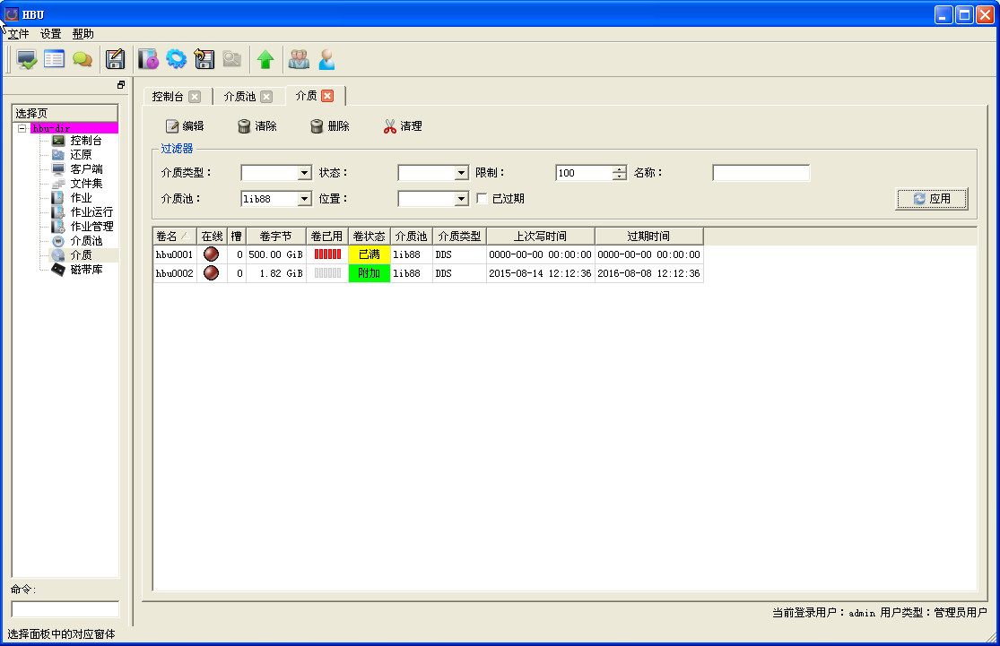 HBU
文件 设置 帮助
选择页
hbu-dir
控制台
还原
客户端
文件集
作业
作业运行
作业管理
介质池
介质
磁带库
命令:
选择面板中的对应窗体
控制台 介质池 介质
编辑 清除 删除 清理
过滤器
介质类型： 状态： 限制： 100 名称：
介质池： lib88 位置： 已过期 应用
卷名 在线 槽 卷字节 卷已用 卷状态 介质池 介质类型 上次写时间 过期时间
hbu0001 0 500.00 GiB 已满 lib88 DDS 0000-00-00 00:00:00 0000-00-00 00:00:00
hbu0002 0 1.82 GiB 附加 lib88 DDS 2015-08-14 12:12:36 2016-08-08 12:12:36
当前登录用户：admin 用户类型：管理员用户